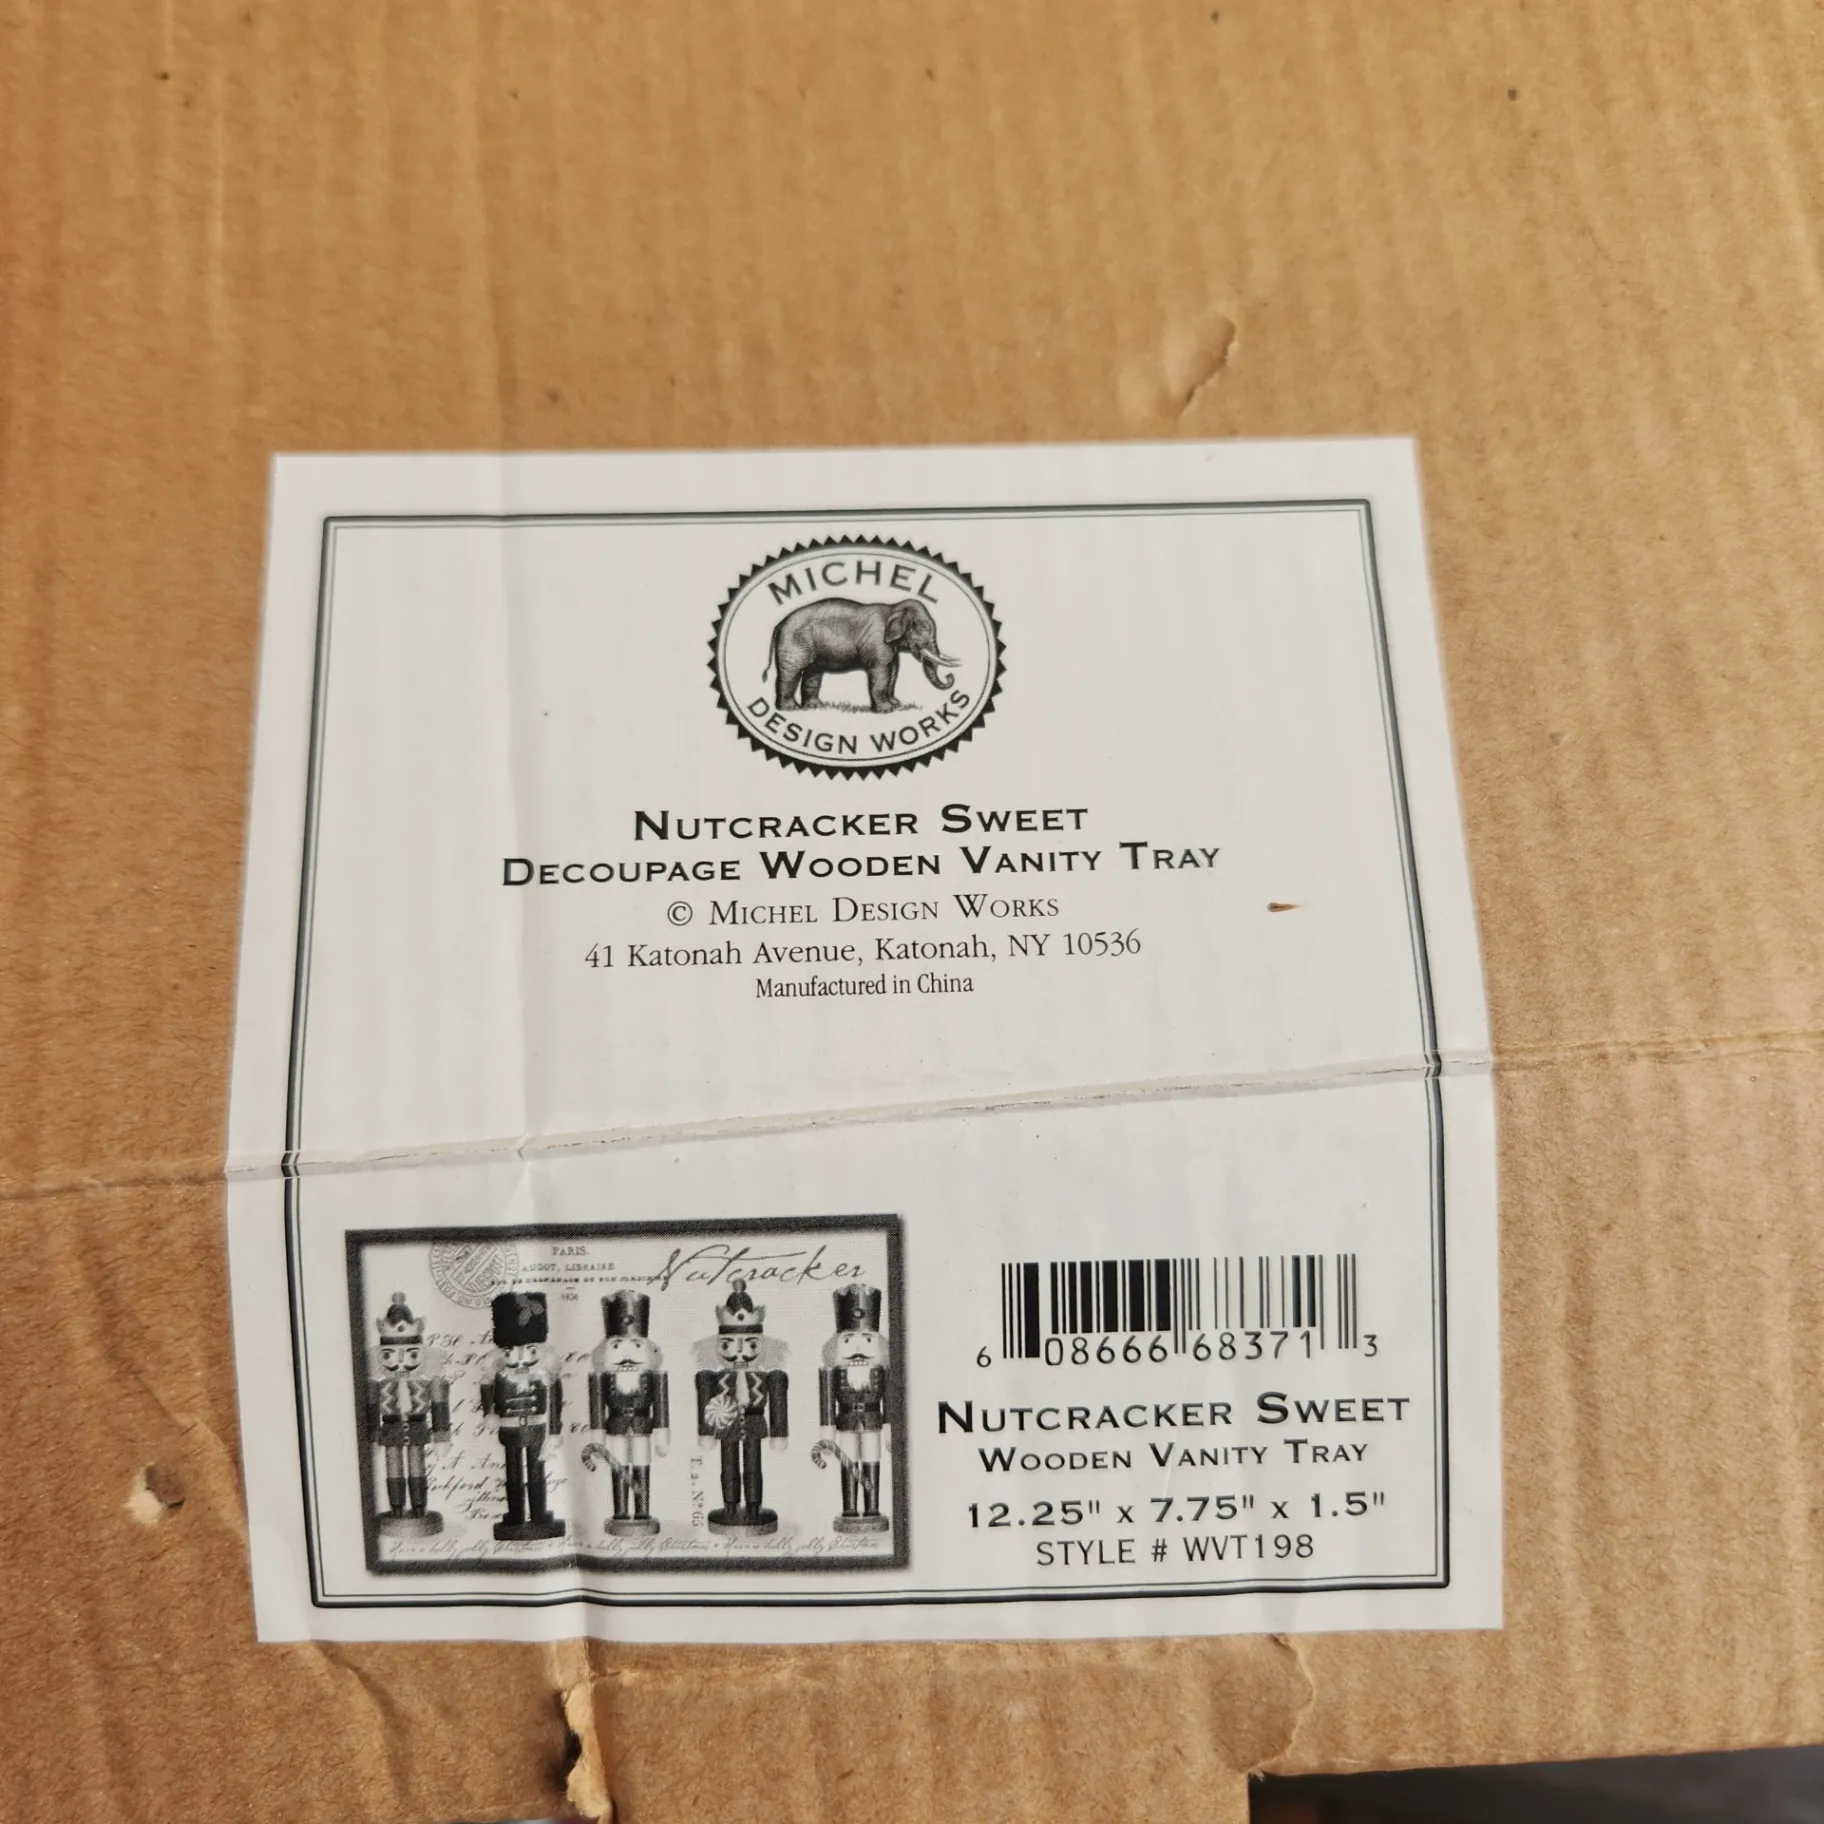 MICHEL
DESIGN WORKS
NUTCRACKER SWEET
DECOUPAGE WOODEN VANITY TRAY
© MICHEL DESIGN WORKS
41 Katonah Avenue, Katonah, NY 10536
Manufactured in China
PARIS.
Nutcracker
6 08666 68371 3
NUTCRACKER SWEET
WOODEN VANITY TRAY
12.25" x 7.75" x 1.5"
STYLE # WVT198